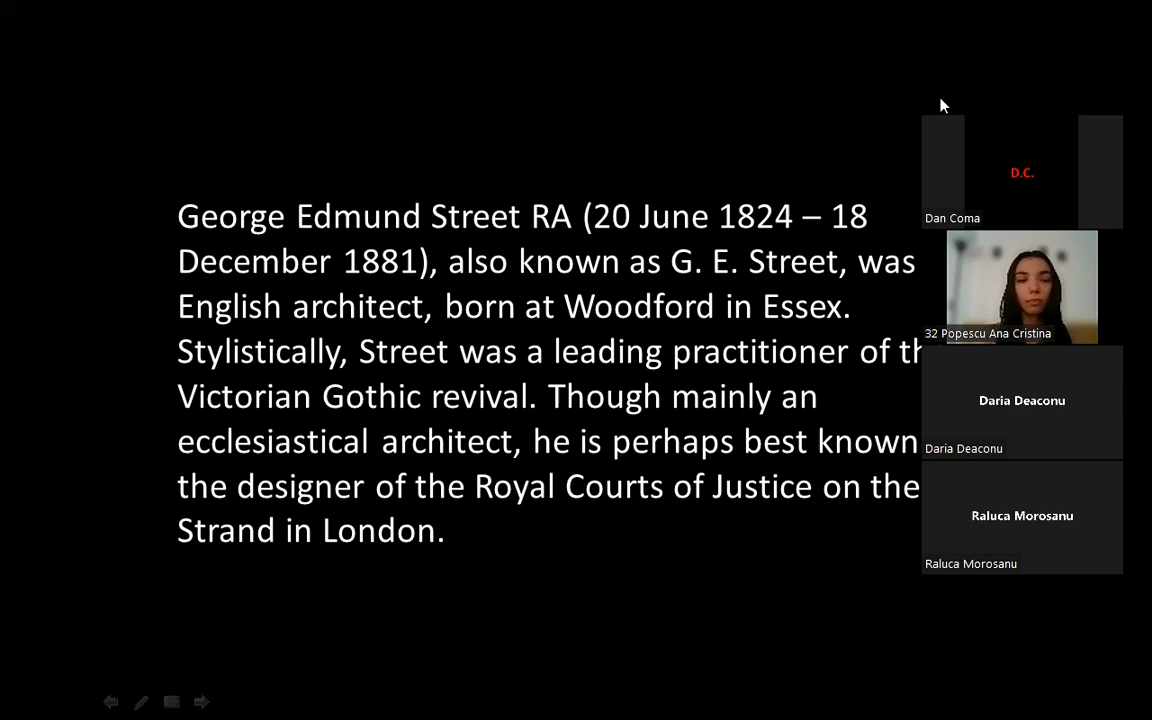 George Edmund Street RA (20 June 1824 – 18
December 1881), also known as G. E. Street, was
English architect, born at Woodford in Essex.
Stylistically, Street was a leading practitioner of th
Victorian Gothic revival. Though mainly an
ecclesiastical architect, he is perhaps best known
the designer of the Royal Courts of Justice on the
Strand in London.
D.C.
Dan Coma
32 Popescu Ana Cristina
Daria Deaconu
Daria Deaconu
Raluca Morosanu
Raluca Morosanu